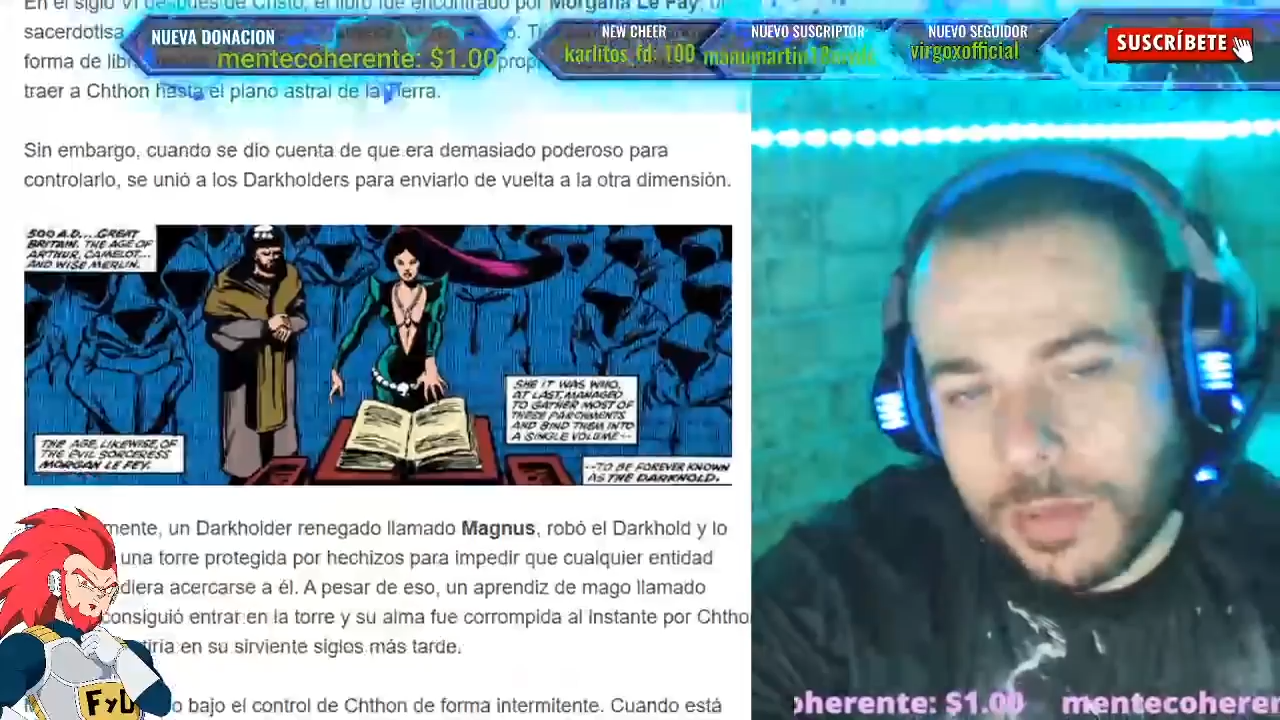 En el siglo VI después de Cristo, el libro fue encontrado por Morgana Le Fay, u
sacerdotisa
forma de lib prop
traer a Chthon hasta el plano astral de la Tierra.
NUEVA DONACION
mentecoherente: $1.00
NEW CHEER
karlitos_fd: 100
NUEVO SUSCRIPTOR
NUEVO SEGUIDOR
virgoxofficial
SUSCRÍBETE
Sin embargo, cuando se dio cuenta de que era demasiado poderoso para
controlarlo, se unió a los Darkholders para enviarlo de vuelta a la otra dimensión.
500 A.D... GREAT
BRITAIN. THE AGE OF
ARTHUR, CAMELOT...
AND WISE MERLIN.
SHE IT WAS WHO,
AT LAST, MANAGED
TO GATHER MOST OF
THESE PARCHMENTS
AND BIND THEM INTO
A SINGLE VOLUME--
THE AGE, LIKEWISE, OF
THE EVIL SORCERESS
MORGAN LE FEY.
--TO BE FOREVER KNOWN
AS THE DARKHOLD.
mente, un Darkholder renegado llamado Magnus, robó el Darkhold y lo
una torre protegida por hechizos para impedir que cualquier entidad
diera acercarse a él. A pesar de eso, un aprendiz de mago llamado
consiguió entrar en la torre y su alma fue corrompida al instante por Chtho
tiría en su sirviente siglos más tarde.
o bajo el control de Chthon de forma intermitente. Cuando está
FyD
oherente: $1.00 mentecoherer